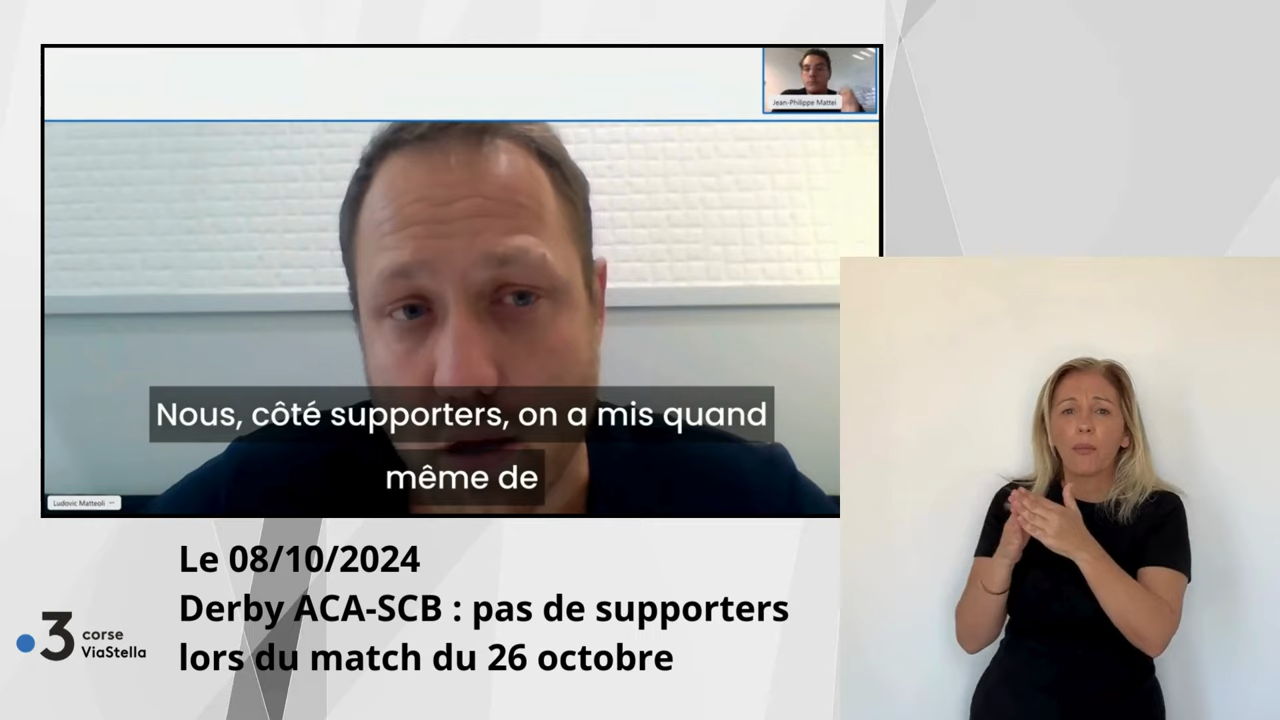 Jean-Philippe Mattei
Nous, côté supporters, on a mis quand
même de
Ludovic Matteoli
Le 08/10/2024
Derby ACA-SCB : pas de supporters
lors du match du 26 octobre
3 corse
ViaStella